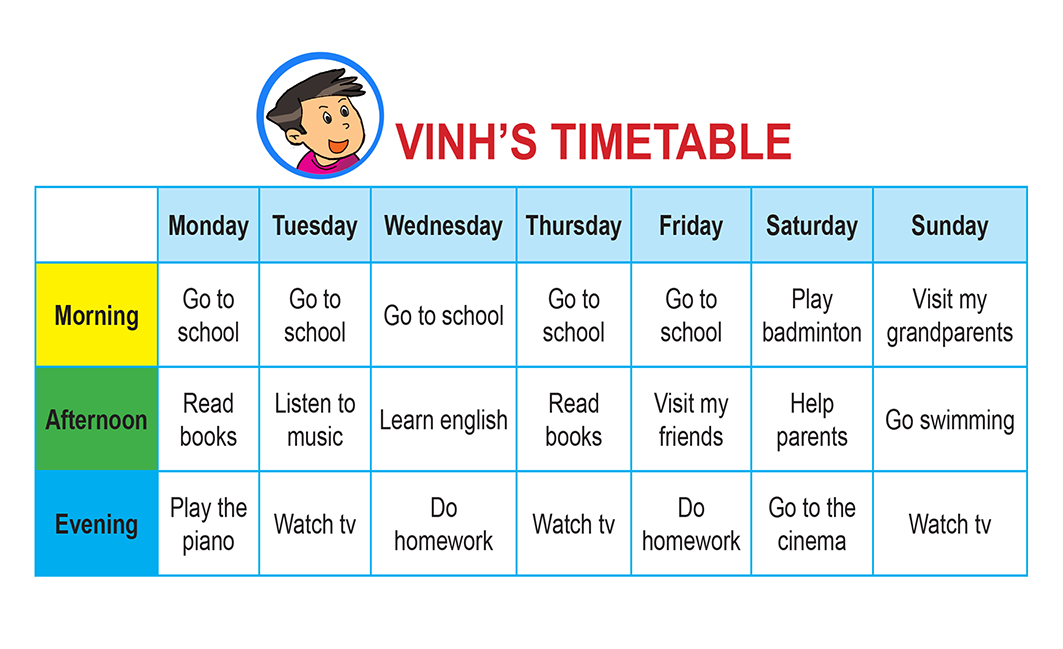 VINH'S TIMETABLE
Monday Tuesday Wednesday Thursday Friday Saturday Sunday
Morning
Go to
school
Go to
school
Go to school
Go to
school
Go to
school
Play
badminton
Visit my
grandparents
Afternoon
Read
books
Listen to
music
Learn english
Read
books
Visit my
friends
Help
parents
Go swimming
Evening
Play the
piano
Watch tv
Do
homework
Watch tv
Do
homework
Go to the
cinema
Watch tv